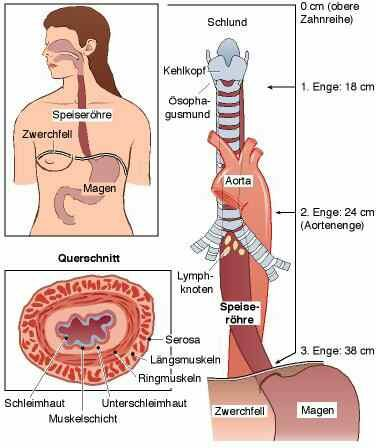 Speiseröhre
Zwerchfell
Magen
Querschnitt
Serosa
Längsmuskeln
Ringmuskeln
Schleimhaut
Unterschleimhaut
Muskelschicht
0 cm (obere
Zahnreihe)
Schlund
Kehlkopf
Ösopha-
gusmund
1. Enge: 18 cm
Aorta
2. Enge: 24 cm
(Aortenenge)
Lymph-
knoten
Speise-
röhre
3. Enge: 38 cm
Zwerchfell
Magen